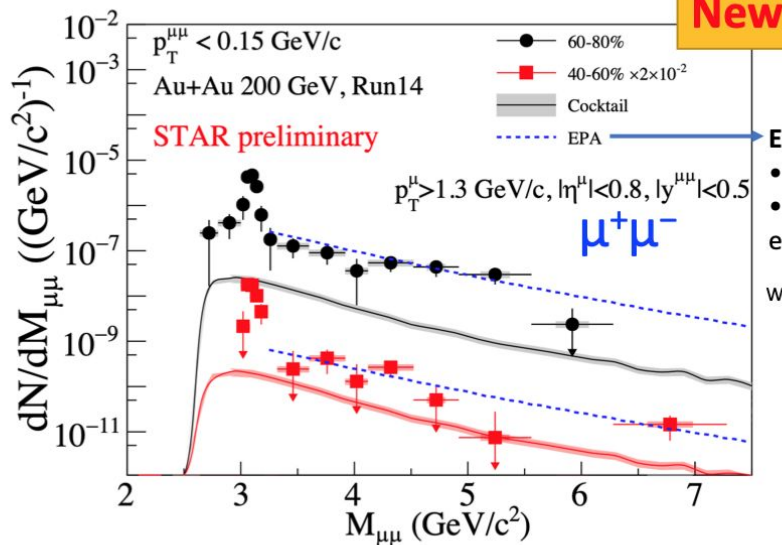 New
10⁻²
10⁻³
10⁻⁵
10⁻⁷
10⁻⁹
10⁻¹¹
dN/dM_μμ ((GeV/c²)⁻¹)
p_T^μμ < 0.15 GeV/c
Au+Au 200 GeV, Run14
STAR preliminary
60-80%
40-60% ×2×10⁻²
Cocktail
EPA
E
•
•
e
w
p_T^μ>1.3 GeV/c, |η^μ|<0.8, |y^μμ|<0.5
μ⁺μ⁻
2 3 4 5 6 7
M_μμ (GeV/c²)